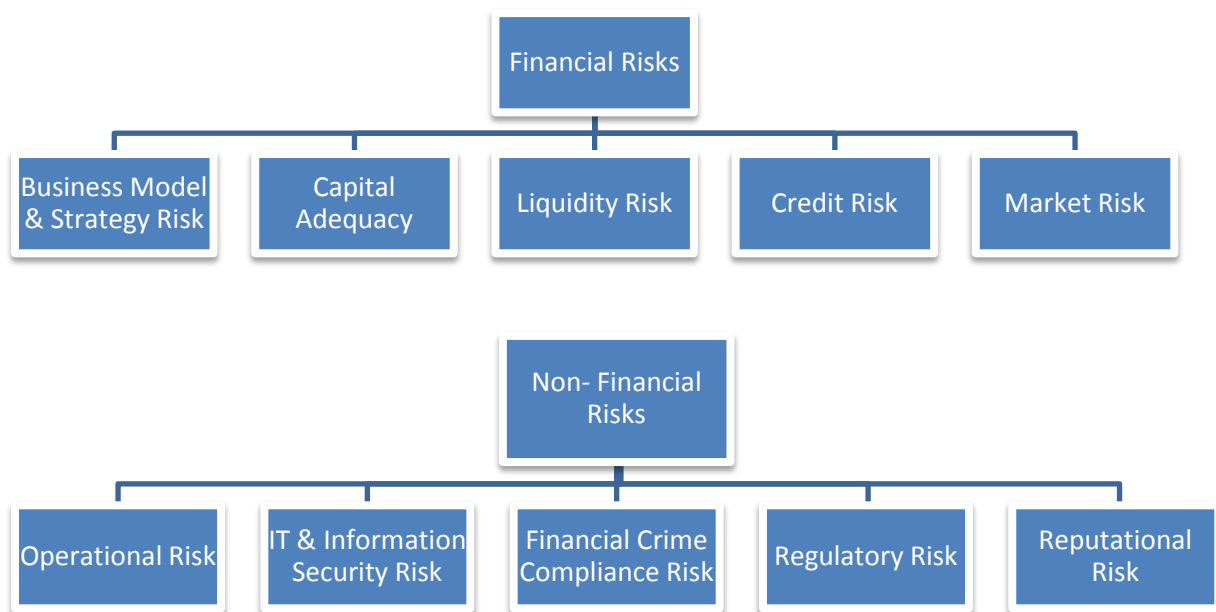 Financial Risks
Business Model
& Strategy Risk
Capital
Adequacy
Liquidity Risk
Credit Risk
Market Risk
Non- Financial
Risks
Operational Risk
IT & Information
Security Risk
Financial Crime
Compliance Risk
Regulatory Risk
Reputational
Risk